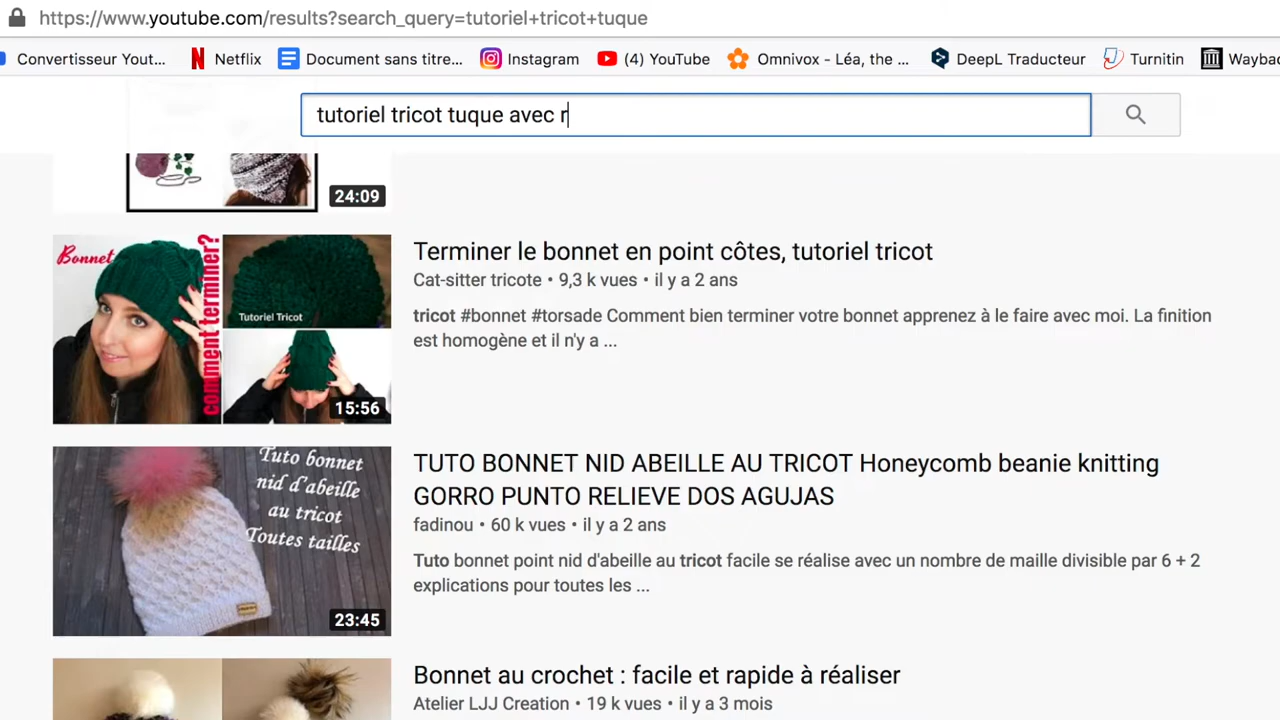 https://www.youtube.com/results?search_query=tutoriel+tricot+tuque
Convertisseur Yout... Netflix Document sans titre... Instagram (4) YouTube Omnivox - Léa, the ... DeepL Traducteur Turnitin Wayba
tutoriel tricot tuque avec r
24:09
Bonnet
comment terminer?
Tutoriel Tricot
15:56
Terminer le bonnet en point côtes, tutoriel tricot
Cat-sitter tricote • 9,3 k vues • il y a 2 ans
tricot #bonnet #torsade Comment bien terminer votre bonnet apprenez à le faire avec moi. La finition
est homogène et il n'y a ...
Tuto bonnet
nid d'abeille
au tricot
Toutes tailles
23:45
TUTO BONNET NID ABEILLE AU TRICOT Honeycomb beanie knitting
GORRO PUNTO RELIEVE DOS AGUJAS
fadinou • 60 k vues • il y a 2 ans
Tuto bonnet point nid d'abeille au tricot facile se réalise avec un nombre de maille divisible par 6 + 2
explications pour toutes les ...
Bonnet au crochet : facile et rapide à réaliser
Atelier LJJ Creation • 19 k vues • il y a 3 mois